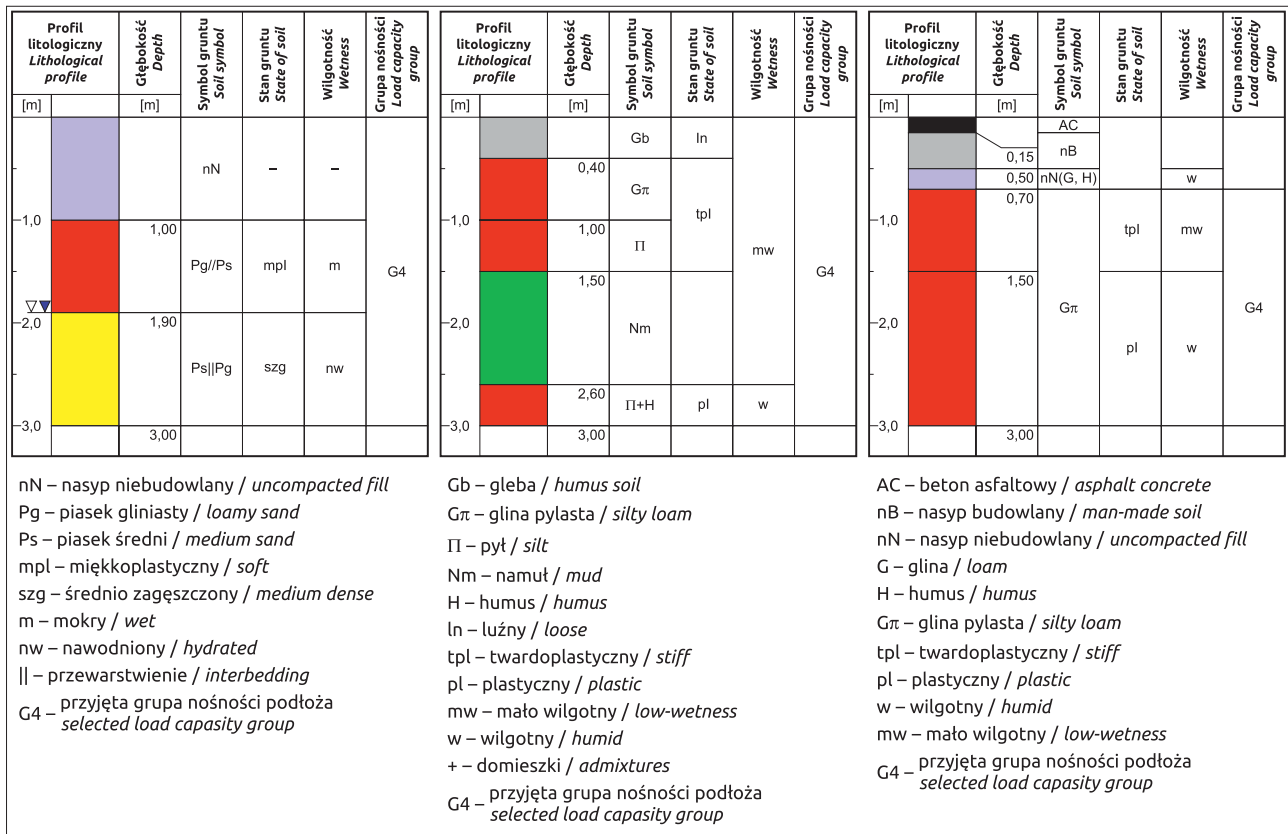 Profil
litologiczny
Lithological
profile
Głębokość
Depth
Symbol gruntu
Soil symbol
Stan gruntu
State of soil
Wilgotność
Wetness
Grupa nośności
Load capacity
group
[m]
[m]
nN
–
–
1,0
1,00
Pg//Ps
mpl
m
G4
2,0
1,90
Ps||Pg
szg
nw
3,0
3,00
nN – nasyp niebudowlany / uncompacted fill
Pg – piasek gliniasty / loamy sand
Ps – piasek średni / medium sand
mpl – miękkoplastyczny / soft
szg – średnio zagęszczony / medium dense
m – mokry / wet
nw – nawodniony / hydrated
|| – przewarstwienie / interbedding
G4 – przyjęta grupa nośności podłoża
selected load capasity group
Profil
litologiczny
Lithological
profile
Głębokość
Depth
Symbol gruntu
Soil symbol
Stan gruntu
State of soil
Wilgotność
Wetness
Grupa nośności
Load capacity
group
[m]
[m]
Gb
ln
0,40
Gπ
tpl
1,0
1,00
Π
mw
G4
1,50
2,0
Nm
2,60
Π+H
pl
w
3,0
3,00
Gb – gleba / humus soil
Gπ – glina pylasta / silty loam
Π – pył / silt
Nm – namuł / mud
H – humus / humus
ln – luźny / loose
tpl – twardoplastyczny / stiff
pl – plastyczny / plastic
mw – mało wilgotny / low-wetness
w – wilgotny / humid
+ – domieszki / admixtures
G4 – przyjęta grupa nośności podłoża
selected load capasity group
Profil
litologiczny
Lithological
profile
Głębokość
Depth
Symbol gruntu
Soil symbol
Stan gruntu
State of soil
Wilgotność
Wetness
Grupa nośności
Load capacity
group
[m]
[m]
AC
0,15
nB
0,50
nN(G, H)
w
0,70
1,0
tpl
mw
1,50
Gπ
G4
2,0
pl
w
3,0
3,00
AC – beton asfaltowy / asphalt concrete
nB – nasyp budowlany / man-made soil
nN – nasyp niebudowlany / uncompacted fill
G – glina / loam
H – humus / humus
Gπ – glina pylasta / silty loam
tpl – twardoplastyczny / stiff
pl – plastyczny / plastic
w – wilgotny / humid
mw – mało wilgotny / low-wetness
G4 – przyjęta grupa nośności podłoża
selected load capasity group